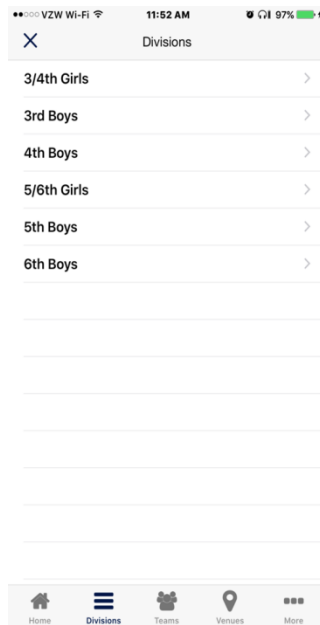 VZW Wi-Fi 11:52 AM 97%
Divisions
3/4th Girls
3rd Boys
4th Boys
5/6th Girls
5th Boys
6th Boys
Home Divisions Teams Venues More